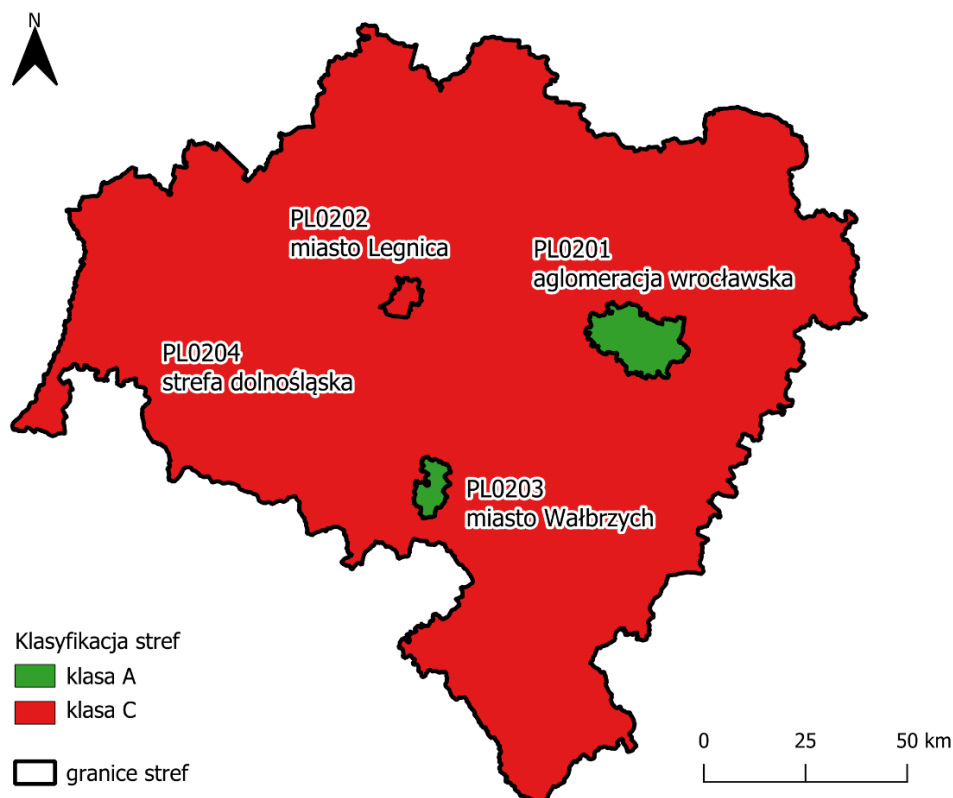 N
PL0202
miasto Legnica
PL0201
aglomeracja wrocławska
PL0204
strefa dolnośląska
PL0203
miasto Wałbrzych
Klasyfikacja stref
klasa A
klasa C
granice stref
0 25 50 km